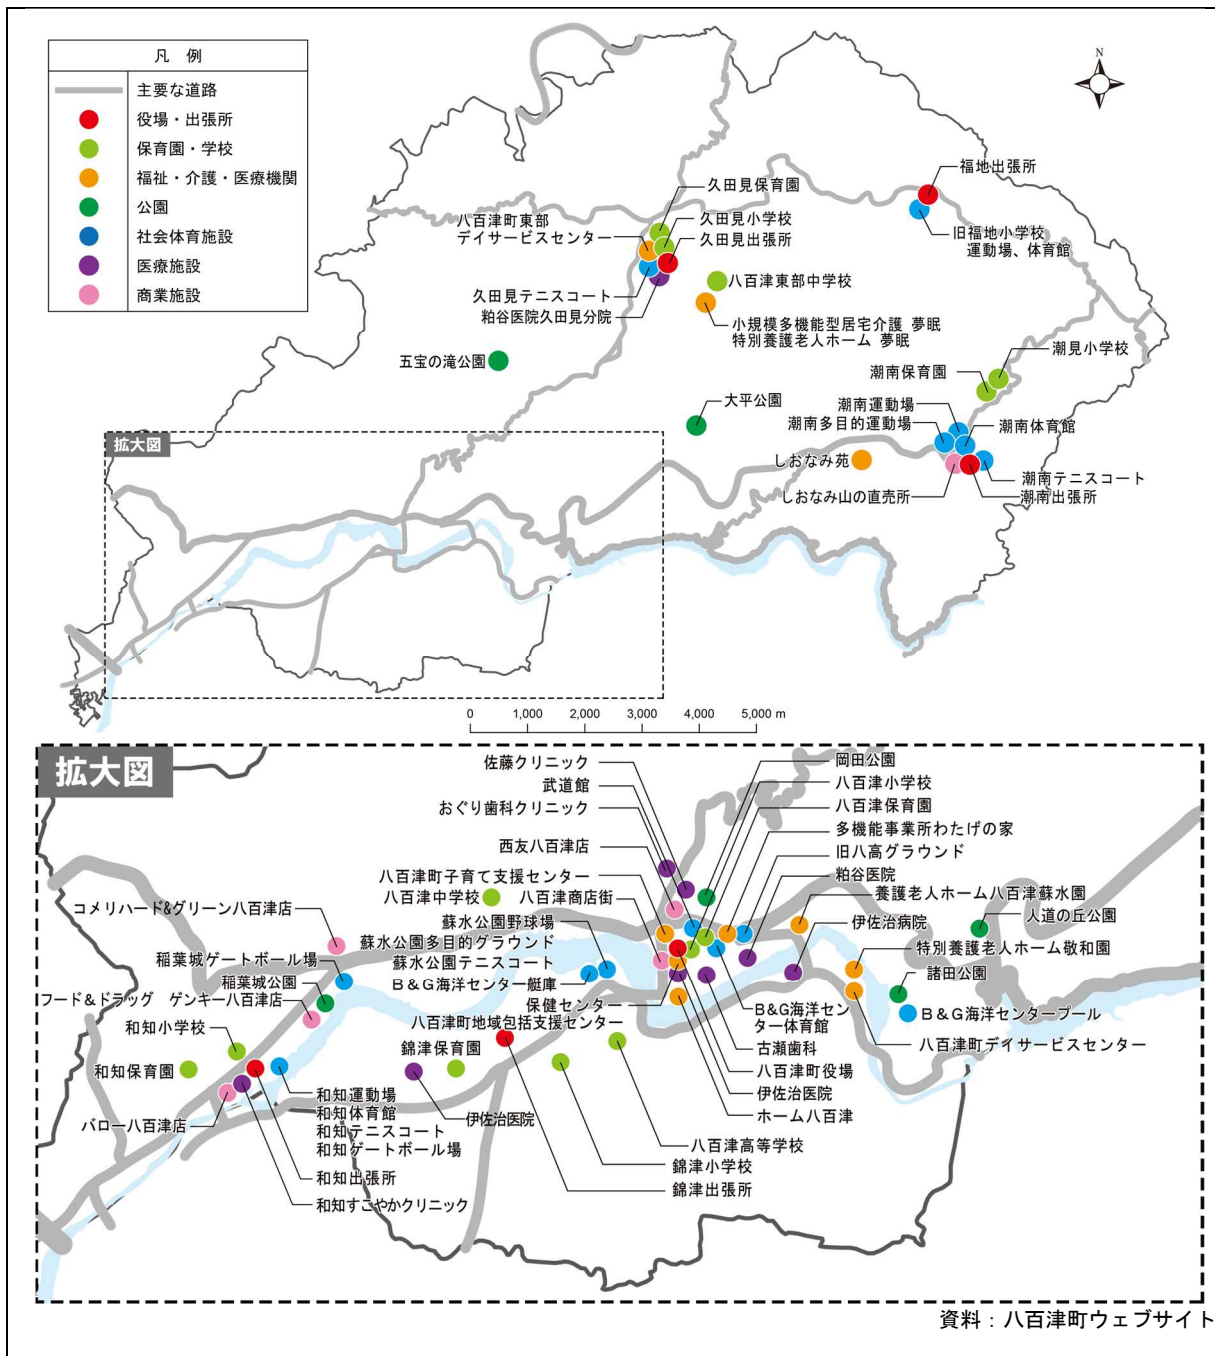 凡 例
主要な道路
役場・出張所
保育園・学校
福祉・介護・医療機関
公園
社会体育施設
医療施設
商業施設
N
福地出張所
旧福地小学校
運動場、体育館
久田見保育園
久田見小学校
久田見出張所
八百津町東部
デイサービスセンター
久田見テニスコート
粕谷医院久田見分院
八百津東部中学校
小規模多機能型居宅介護 夢眠
特別養護老人ホーム 夢眠
五宝の滝公園
大平公園
潮見小学校
潮南保育園
潮南運動場
潮南多目的運動場
潮南体育館
しおなみ苑
潮南テニスコート
しおなみ山の直売所
潮南出張所
拡大図
0 1,000 2,000 3,000 4,000 5,000 m
拡大図
佐藤クリニック
武道館
おぐり歯科クリニック
西友八百津店
八百津町子育て支援センター
八百津中学校
八百津商店街
蘇水公園野球場
蘇水公園多目的グラウンド
蘇水公園テニスコート
B&G海洋センター艇庫
保健センター
八百津町地域包括支援センター
岡田公園
八百津小学校
八百津保育園
多機能事業所わたげの家
旧八高グラウンド
粕谷医院
養護老人ホーム八百津蘇水園
伊佐治病院
人道の丘公園
特別養護老人ホーム敬和園
諸田公園
B&G海洋センタープール
八百津町デイサービスセンター
B&G海洋セン
ター体育館
古瀬歯科
八百津町役場
伊佐治医院
ホーム八百津
八百津高等学校
錦津小学校
錦津出張所
コメリハード&グリーン八百津店
稲葉城ゲートボール場
稲葉城公園
フード＆ドラッグ ゲンキー八百津店
和知小学校
和知保育園
錦津保育園
伊佐治医院
バロー八百津店
和知運動場
和知体育館
和知テニスコート
和知ゲートボール場
和知出張所
和知すこやかクリニック
資料：八百津町ウェブサイト